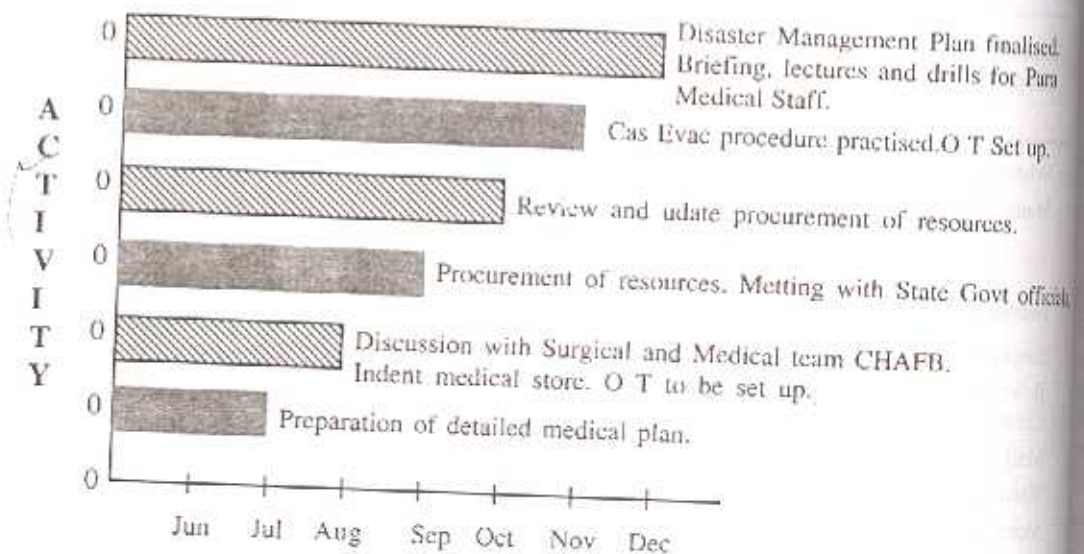 0
Disaster Management Plan finalised.
Briefing, lectures and drills for Para
Medical Staff.
0
Cas Evac procedure practised.O T Set up.
0
Review and udate procurement of resources.
0
Procurement of resources. Metting with State Govt officials
0
Discussion with Surgical and Medical team CHAFB.
Indent medical store. O T to be set up.
0
Preparation of detailed medical plan.
0
Jun Jul Aug Sep Oct Nov Dec
ACTIVITY